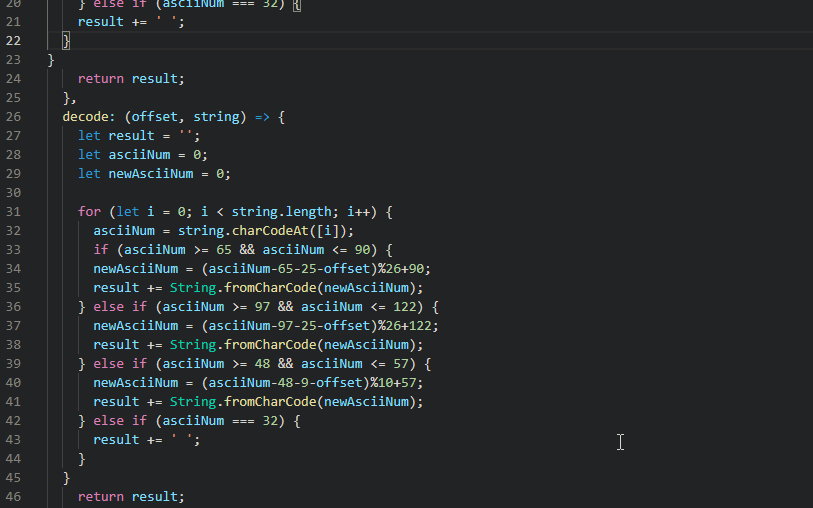 20 } else if (asciiNum === 32) {
21 result += ' ';
22 }
23 }
24 return result;
25 },
26 decode: (offset, string) => {
27 let result = '';
28 let asciiNum = 0;
29 let newAsciiNum = 0;
30
31 for (let i = 0; i < string.length; i++) {
32 asciiNum = string.charCodeAt([i]);
33 if (asciiNum >= 65 && asciiNum <= 90) {
34 newAsciiNum = (asciiNum-65-25-offset)%26+90;
35 result += String.fromCharCode(newAsciiNum);
36 } else if (asciiNum >= 97 && asciiNum <= 122) {
37 newAsciiNum = (asciiNum-97-25-offset)%26+122;
38 result += String.fromCharCode(newAsciiNum);
39 } else if (asciiNum >= 48 && asciiNum <= 57) {
40 newAsciiNum = (asciiNum-48-9-offset)%10+57;
41 result += String.fromCharCode(newAsciiNum);
42 } else if (asciiNum === 32) {
43 result += ' ';
44 }
45 }
46 return result;